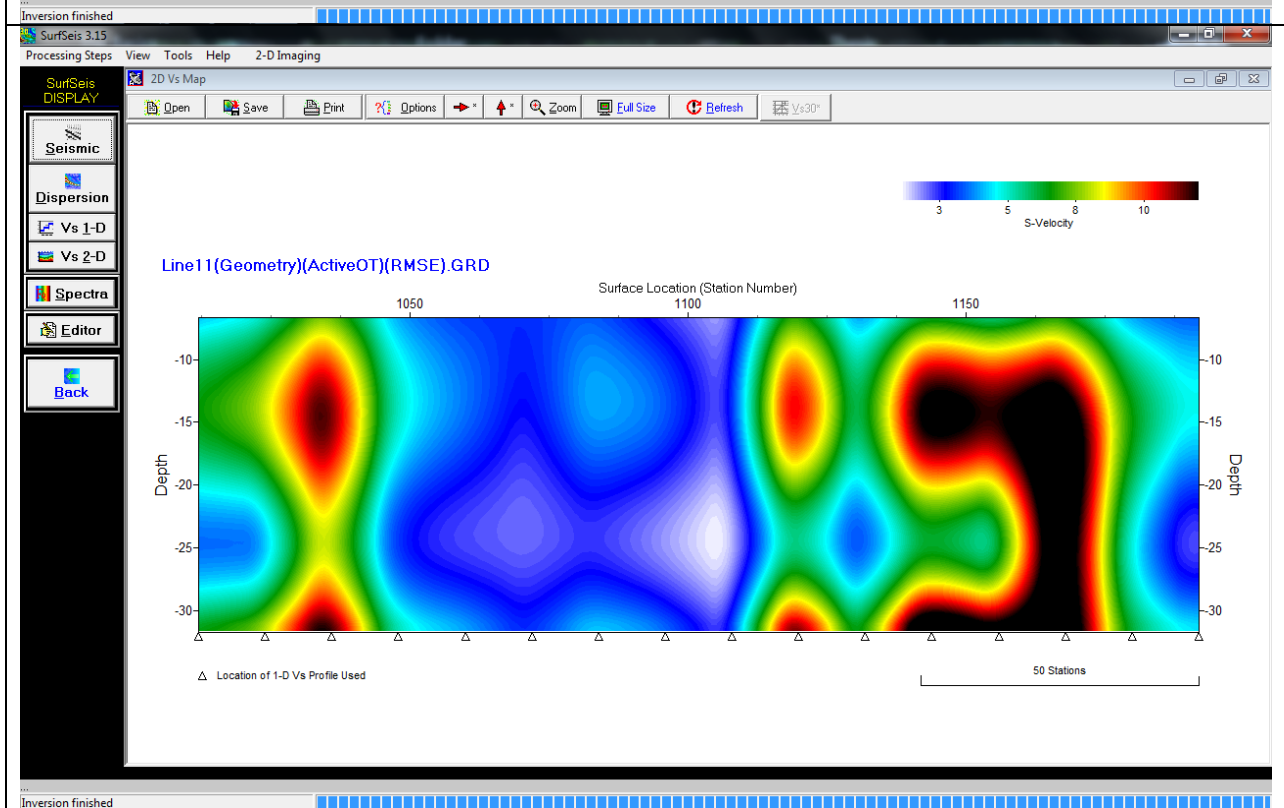 ...
Inversion finished
SurfSeis 3.15
Processing Steps View Tools Help 2-D Imaging
SurfSeis
DISPLAY
2D Vs Map
Open Save Print ?{} Options * * Zoom Full Size Refresh Vs30*
Seismic
Dispersion
Vs 1-D
Vs 2-D
Spectra
Editor
Back
3 5 8 10
S-Velocity
Line11(Geometry)(ActiveOT)(RMSE).GRD
Surface Location (Station Number)
1050 1100 1150
-10 -10
-15 -15
Depth Depth
-20 -20
-25 -25
-30 -30
Location of 1-D Vs Profile Used
50 Stations
...
Inversion finished